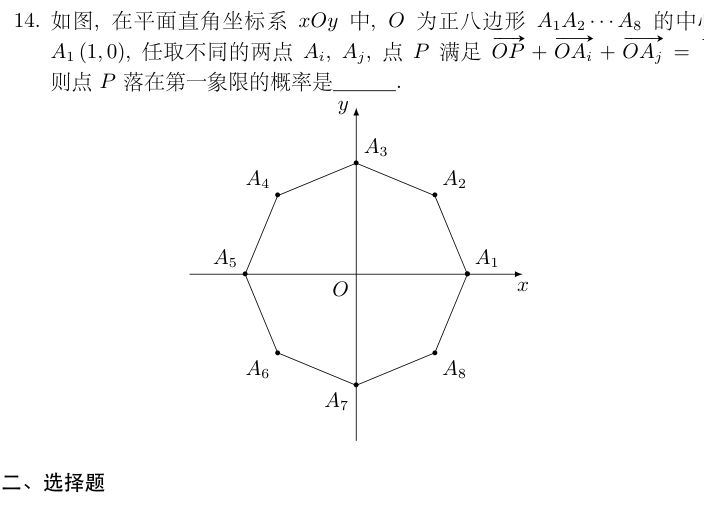 14. 如图, 在平面直角坐标系 xOy 中, O 为正八边形 A₁A₂⋯A₈ 的中
A₁ (1, 0), 任取不同的两点 Aᵢ, Aⱼ, 点 P 满足 \overrightarrow{OP} + \overrightarrow{OAᵢ} + \overrightarrow{OAⱼ} =
则点 P 落在第一象限的概率是______.
y
A₃
A₄ A₂
A₅ A₁
O x
A₆ A₈
A₇
二、选择题